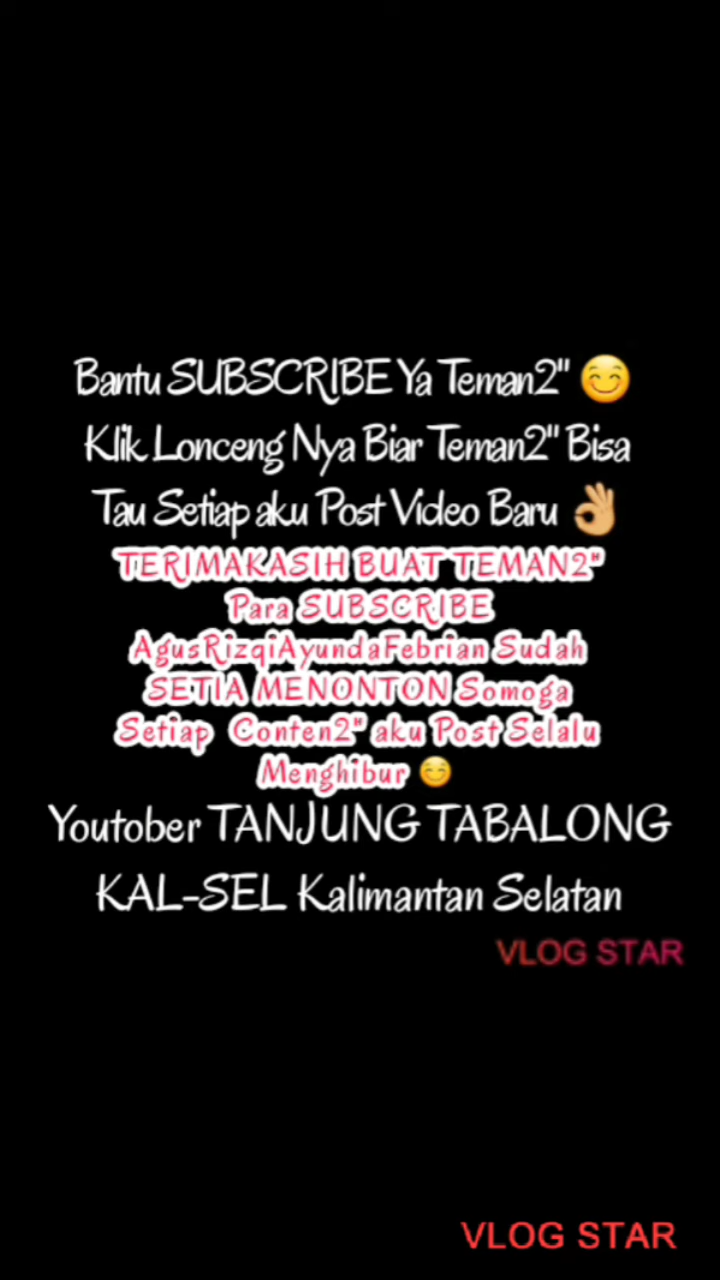 Bantu SUBSCRIBE Ya Teman2" 😊
Klik Lonceng Nya Biar Teman2" Bisa
Tau Setiap aku Post Video Baru 👌🏼
TERIMAKASIH BUAT TEMAN2"
Para SUBSCRIBE
AgusRizqiAyundaFebrian Sudah
SETIA MENONTON Somoga
Setiap Conten2" aku Post Selalu
Menghibur 😊
Youtober TANJUNG TABALONG
KAL-SEL Kalimantan Selatan
VLOG STAR
VLOG STAR